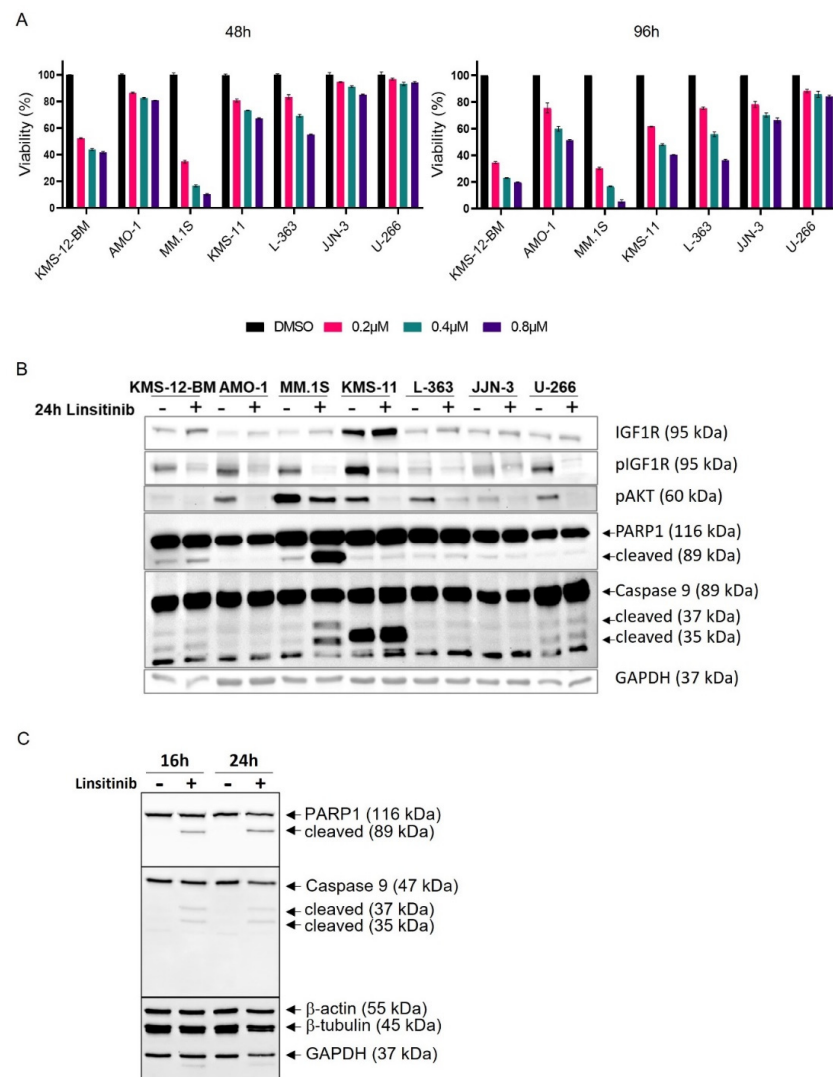 A
48h
96h
Viability (%)
100
80
60
40
20
0
KMS-12-BM
AMO-1
MM.1S
KMS-11
L-363
JJN-3
U-266
Viability (%)
100
80
60
40
20
0
KMS-12-BM
AMO-1
MM.1S
KMS-11
L-363
JJN-3
U-266
DMSO 0.2µM 0.4µM 0.8µM
B
KMS-12-BM AMO-1 MM.1S KMS-11 L-363 JJN-3 U-266
24h Linsitinib - + - + - + - + - + - + - +
IGF1R (95 kDa)
pIGF1R (95 kDa)
pAKT (60 kDa)
PARP1 (116 kDa)
cleaved (89 kDa)
Caspase 9 (89 kDa)
cleaved (37 kDa)
cleaved (35 kDa)
GAPDH (37 kDa)
C
16h 24h
Linsitinib - + - +
PARP1 (116 kDa)
cleaved (89 kDa)
Caspase 9 (47 kDa)
cleaved (37 kDa)
cleaved (35 kDa)
β-actin (55 kDa)
β-tubulin (45 kDa)
GAPDH (37 kDa)